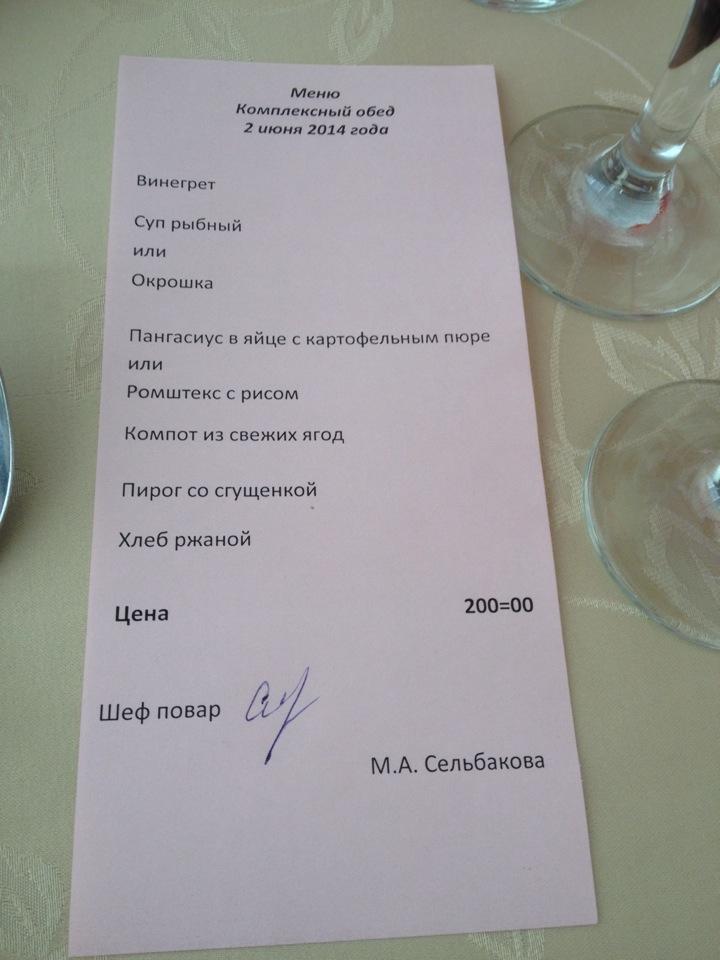 Меню
Комплексный обед
2 июня 2014 года
Винегрет
Суп рыбный
или
Окрошка
Пангасиус в яйце с картофельным пюре
или
Ромштекс с рисом
Компот из свежих ягод
Пирог со сгущенкой
Хлеб ржаной
Цена 200=00
Шеф повар
М.А. Сельбакова